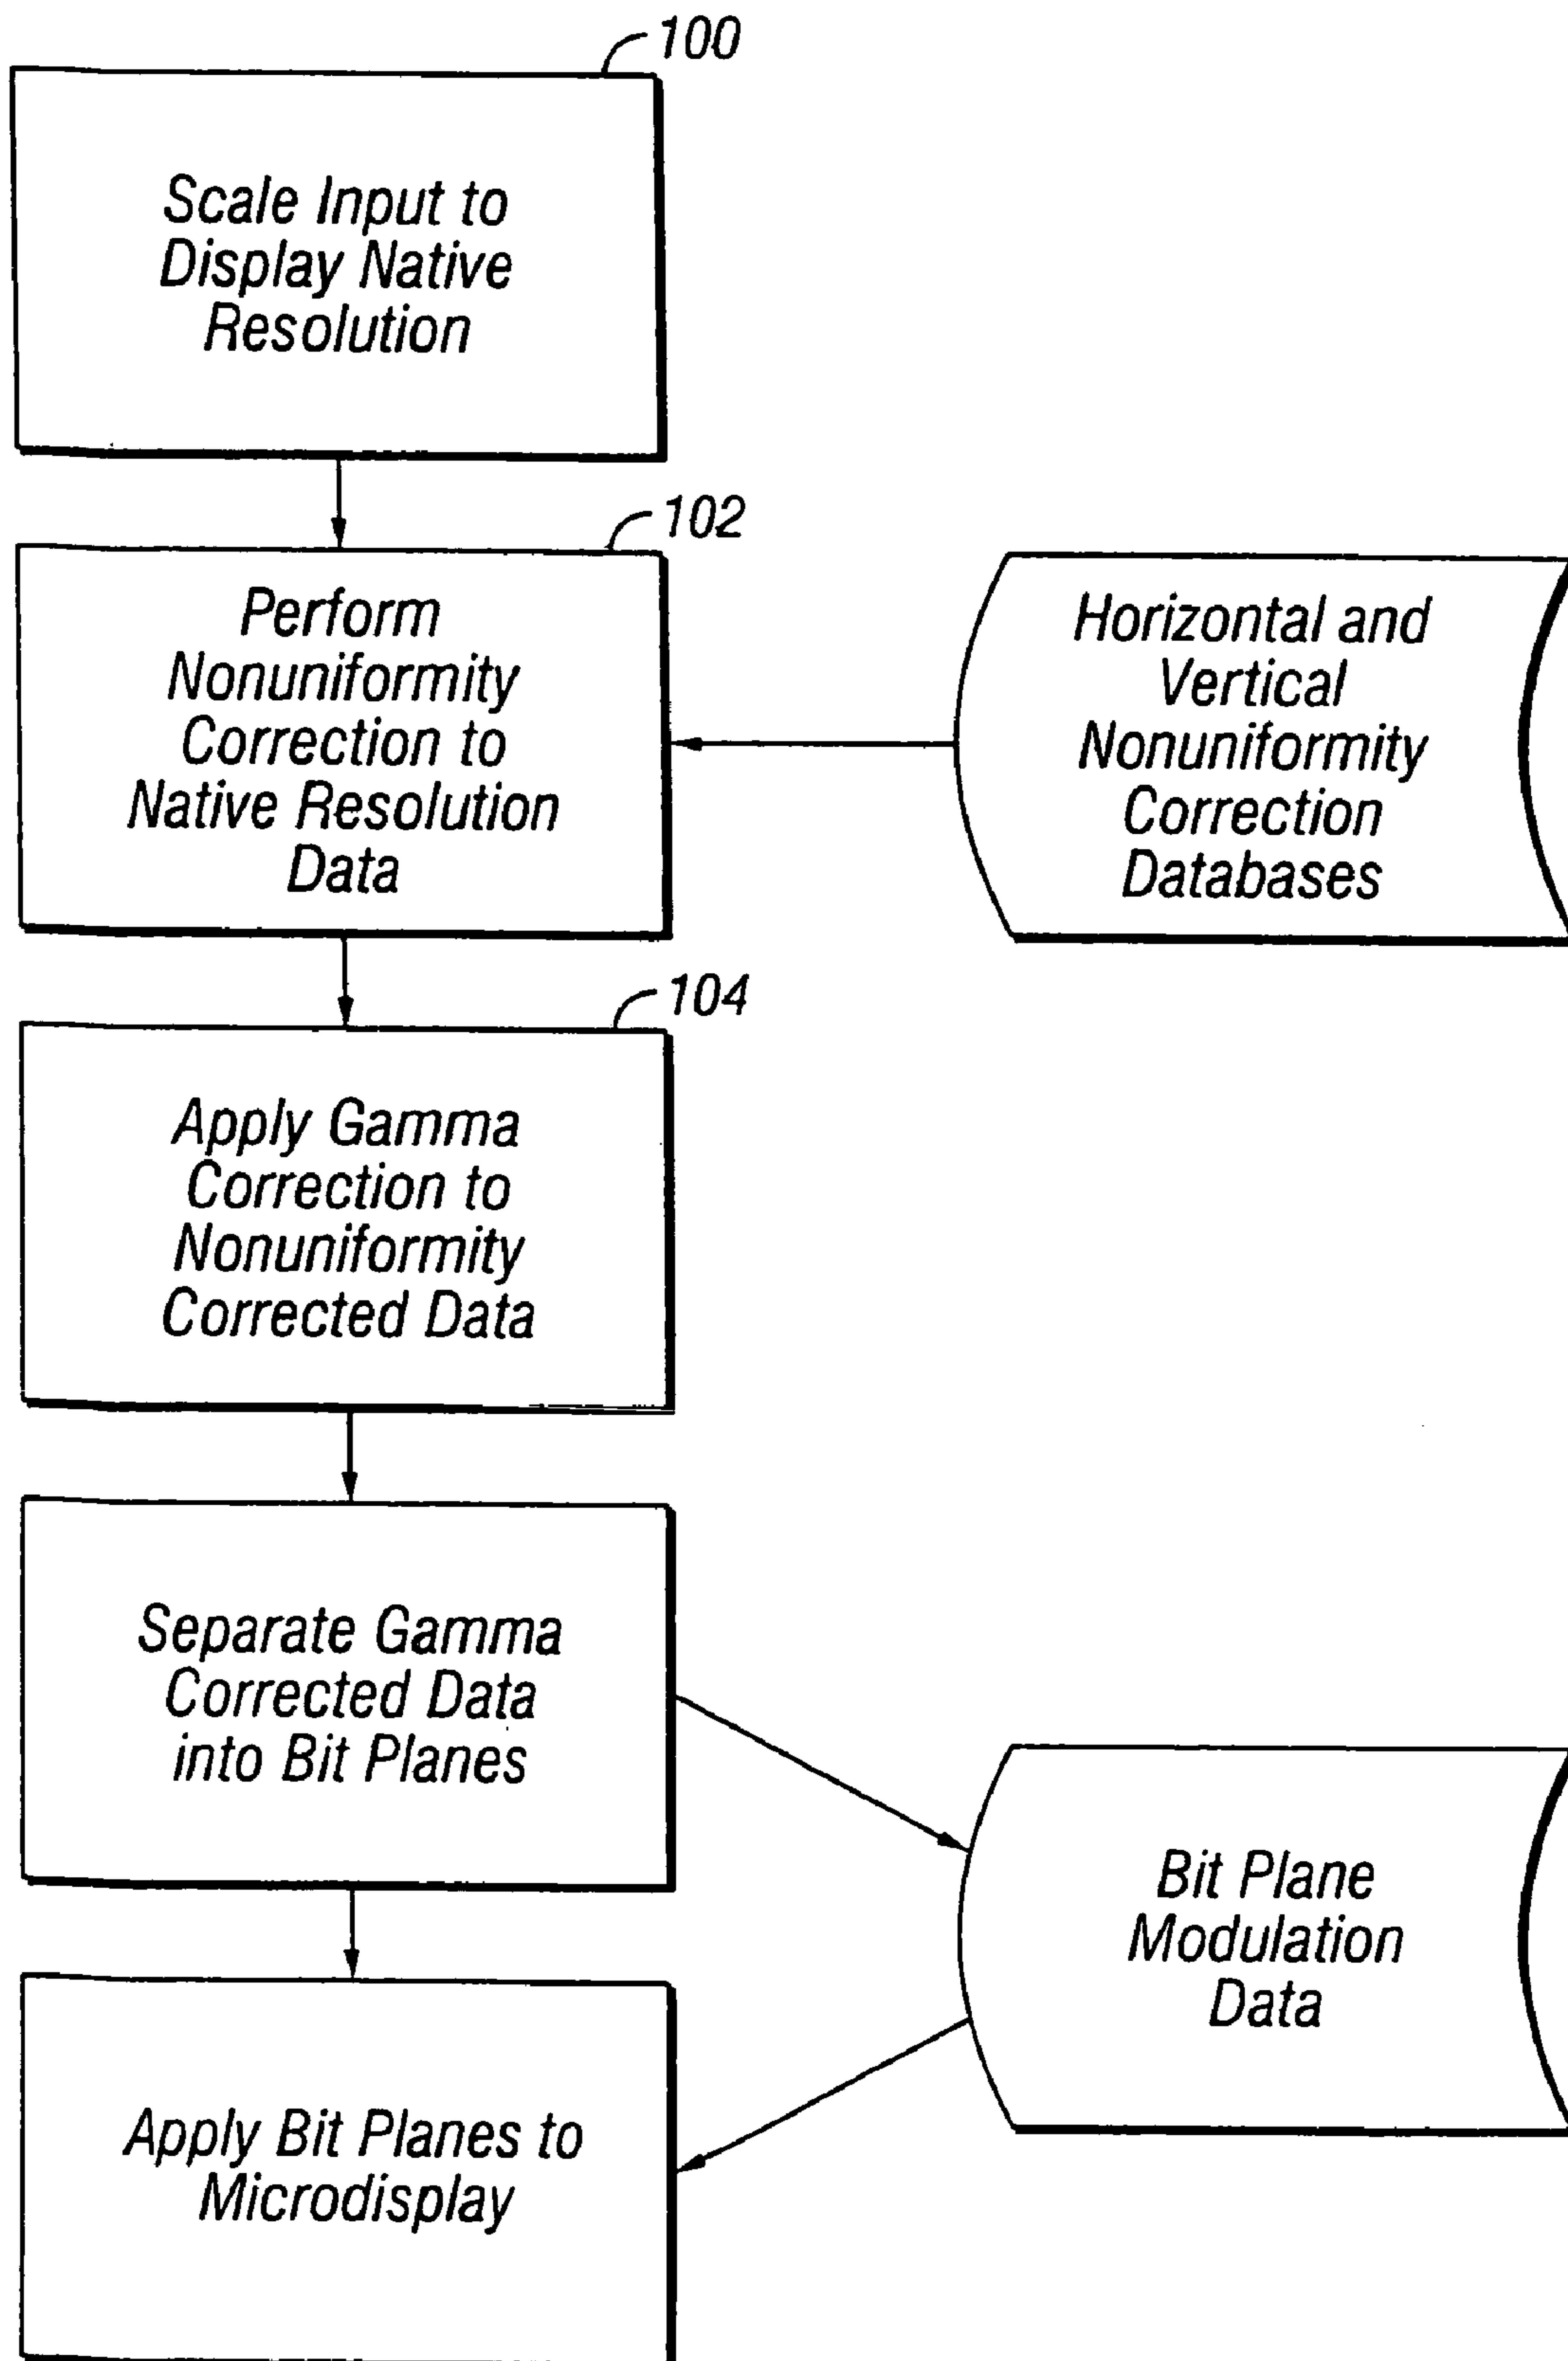 100
Scale Input to
Display Native
Resolution
102
Perform
Nonuniformity
Correction to
Native Resolution
Data
Horizontal and
Vertical
Nonuniformity
Correction
Databases
104
Apply Gamma
Correction to
Nonuniformity
Corrected Data
Separate Gamma
Corrected Data
into Bit Planes
Bit Plane
Modulation
Data
Apply Bit Planes to
Microdisplay